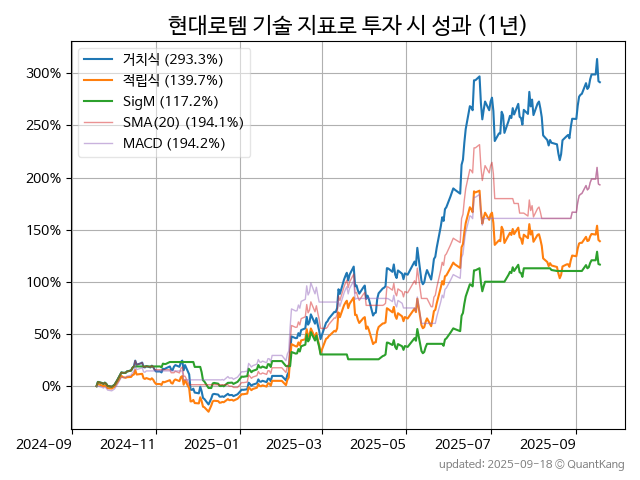 현대로템 기술 지표로 투자 시 성과 (1년)
거치식 (293.3%)
적립식 (139.7%)
SigM (117.2%)
SMA(20) (194.1%)
MACD (194.2%)
300%
250%
200%
150%
100%
50%
0%
2024-09 2024-11 2025-01 2025-03 2025-05 2025-07 2025-09
updated: 2025-09-18 © QuantKang